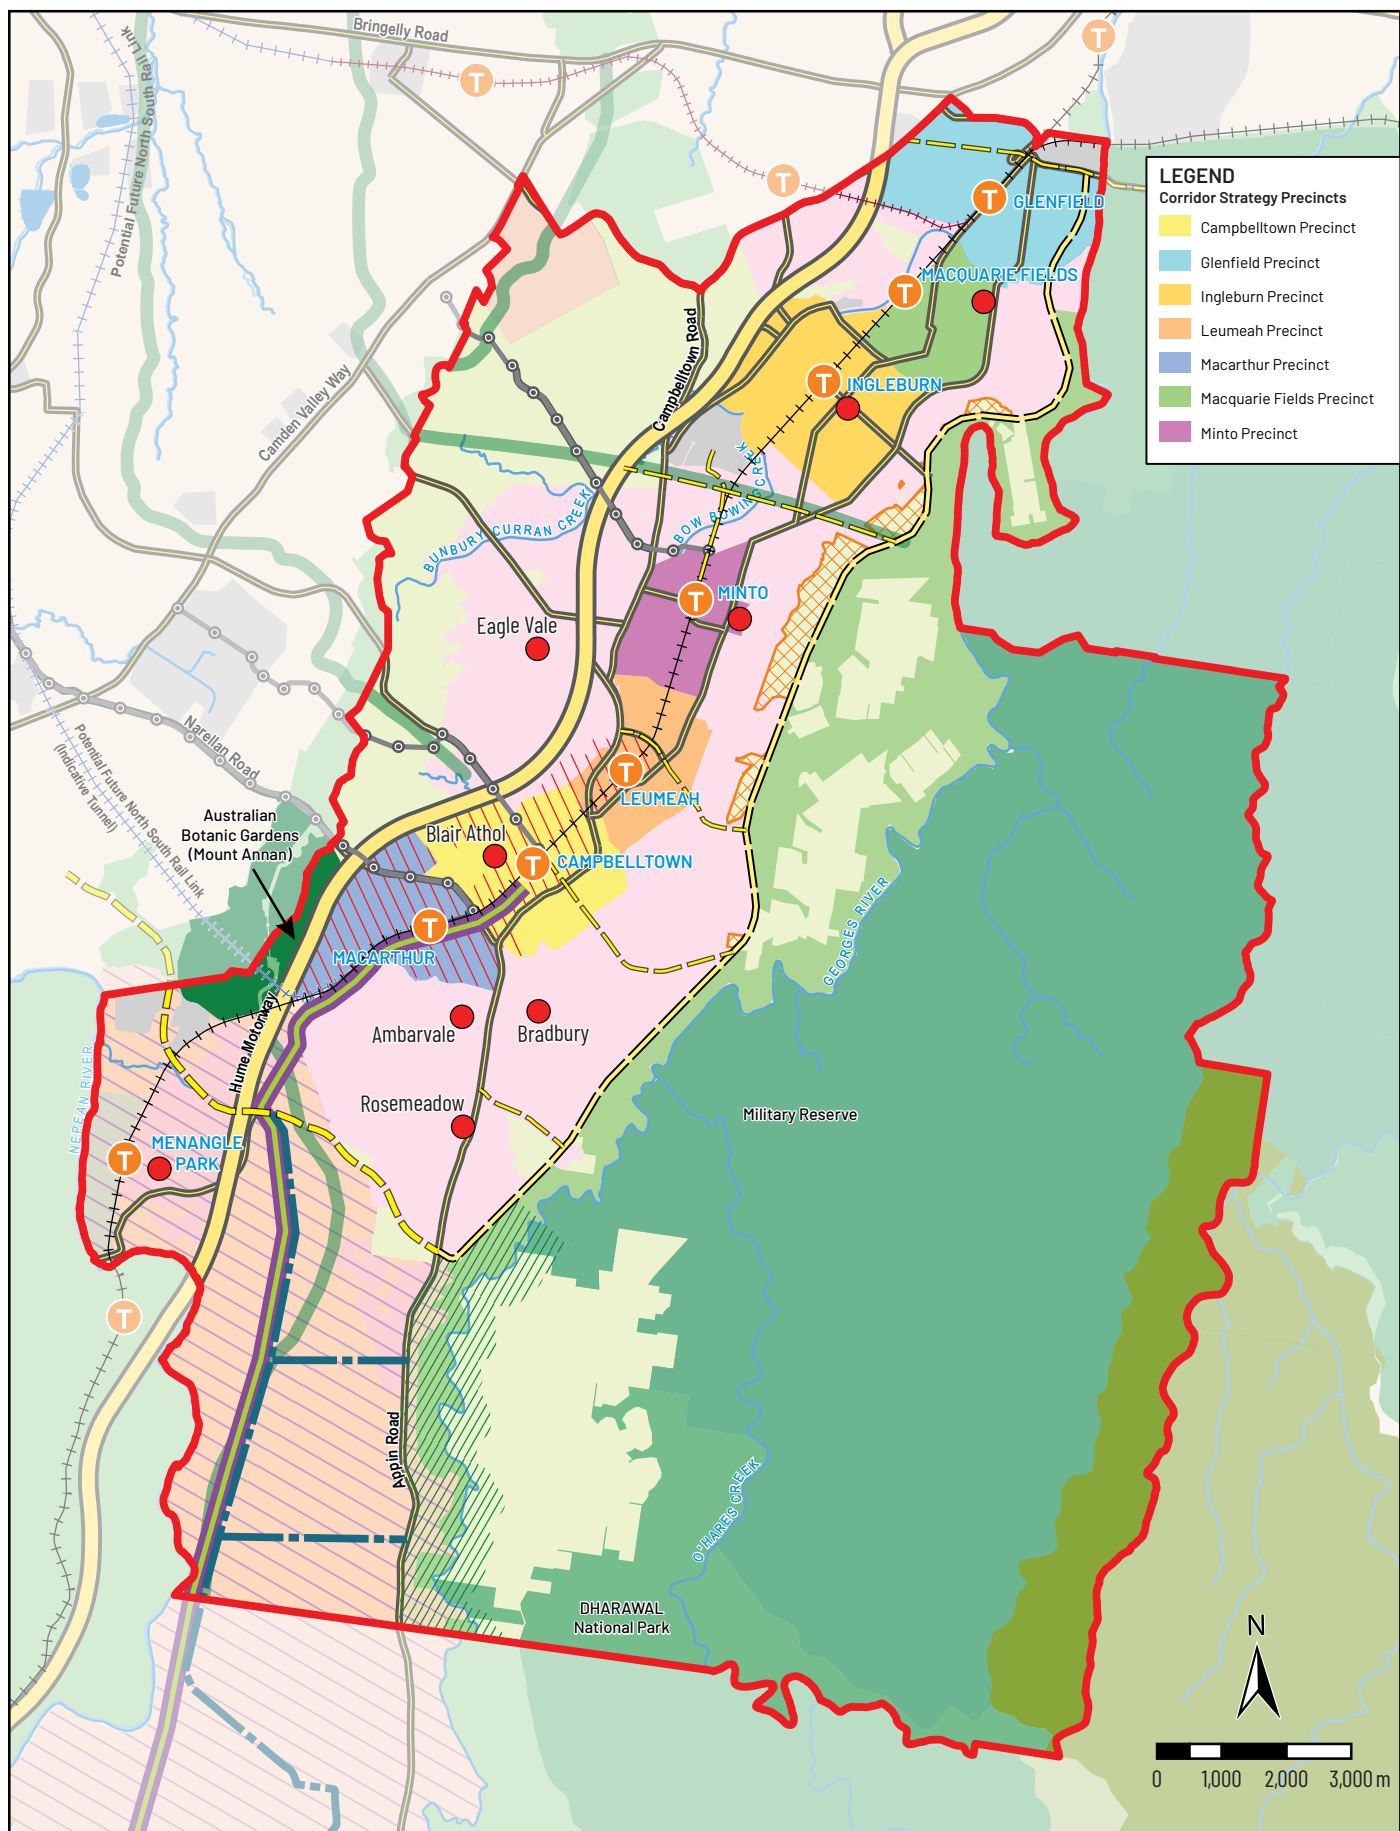 Bringelly Road
T
T
Potential Future North South Rail Link
T
LEGEND
Corridor Strategy Precincts
Campbelltown Precinct
Glenfield Precinct
Ingleburn Precinct
Leumeah Precinct
Macarthur Precinct
Macquarie Fields Precinct
Minto Precinct
T
GLENFIELD
MACQUARIE FIELDS
T
Campbelltown Road
T
INGLEBURN
Camden Valley Way
BUNBURY CURRAN CREEK
BOW BOWING CREEK
T
MINTO
Eagle Vale
Narellan Road
Potential Future North South Rail Link
(Indicative Tunnel)
T
LEUMEAH
Australian
Botanic Gardens
(Mount Annan)
Blair Athol
T
CAMPBELLTOWN
T
MACARTHUR
GEORGES RIVER
Hume Motorway
Ambarvale
Bradbury
NEPEAN RIVER
Rosemeadow
Military Reserve
T
MENANGLE
PARK
T
Appin Road
O'HARES CREEK
DHARAWAL
National Park
N
0 1,000 2,000 3,000 m